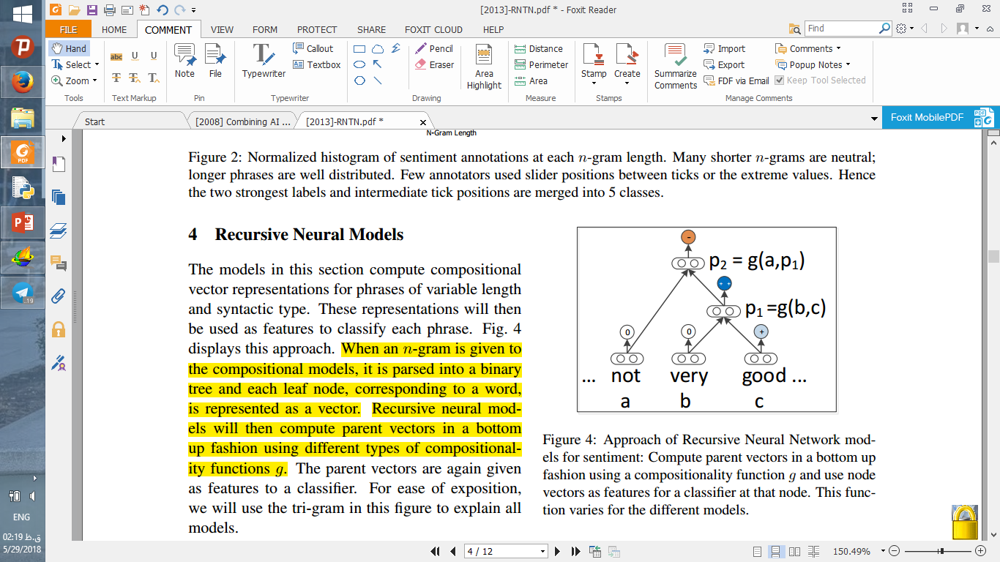 [2013]-RNTN.pdf * - Foxit Reader
FILE HOME COMMENT VIEW FORM PROTECT SHARE FOXIT CLOUD HELP
Find
Hand
Select
Zoom
Tools
abc U U
T T T
Text Markup
Note File
Pin
Typewriter
Callout
Textbox
Typewriter
Pencil
Eraser
Area Highlight
Drawing
Distance
Perimeter
Area
Measure
Stamp Create
Stamps
Summarize Comments
Import
Export
FDF via Email
Comments
Popup Notes
Keep Tool Selected
Manage Comments
Start
[2008] Combining AI ...
[2013]-RNTN.pdf *
Foxit MobilePDF
N-Gram Length
Figure 2: Normalized histogram of sentiment annotations at each n-gram length. Many shorter n-grams are neutral;
longer phrases are well distributed. Few annotators used slider positions between ticks or the extreme values. Hence
the two strongest labels and intermediate tick positions are merged into 5 classes.
4 Recursive Neural Models
The models in this section compute compositional
vector representations for phrases of variable length
and syntactic type. These representations will then
be used as features to classify each phrase. Fig. 4
displays this approach. When an n-gram is given to
the compositional models, it is parsed into a binary
tree and each leaf node, corresponding to a word,
is represented as a vector. Recursive neural mod-
els will then compute parent vectors in a bottom
up fashion using different types of compositional-
ity functions g. The parent vectors are again given
as features to a classifier. For ease of exposition,
we will use the tri-gram in this figure to explain all
models.
-
p₂ = g(a,p₁)
+ +
p₁ =g(b,c)
0 0 +
... not very good ...
a b c
Figure 4: Approach of Recursive Neural Network mod-
els for sentiment: Compute parent vectors in a bottom up
fashion using a compositionality function g and use node
vectors as features for a classifier at that node. This func-
tion varies for the different models.
..19
ENG
02:19 ق.ظ
5/29/2018
4 / 12
150.49%